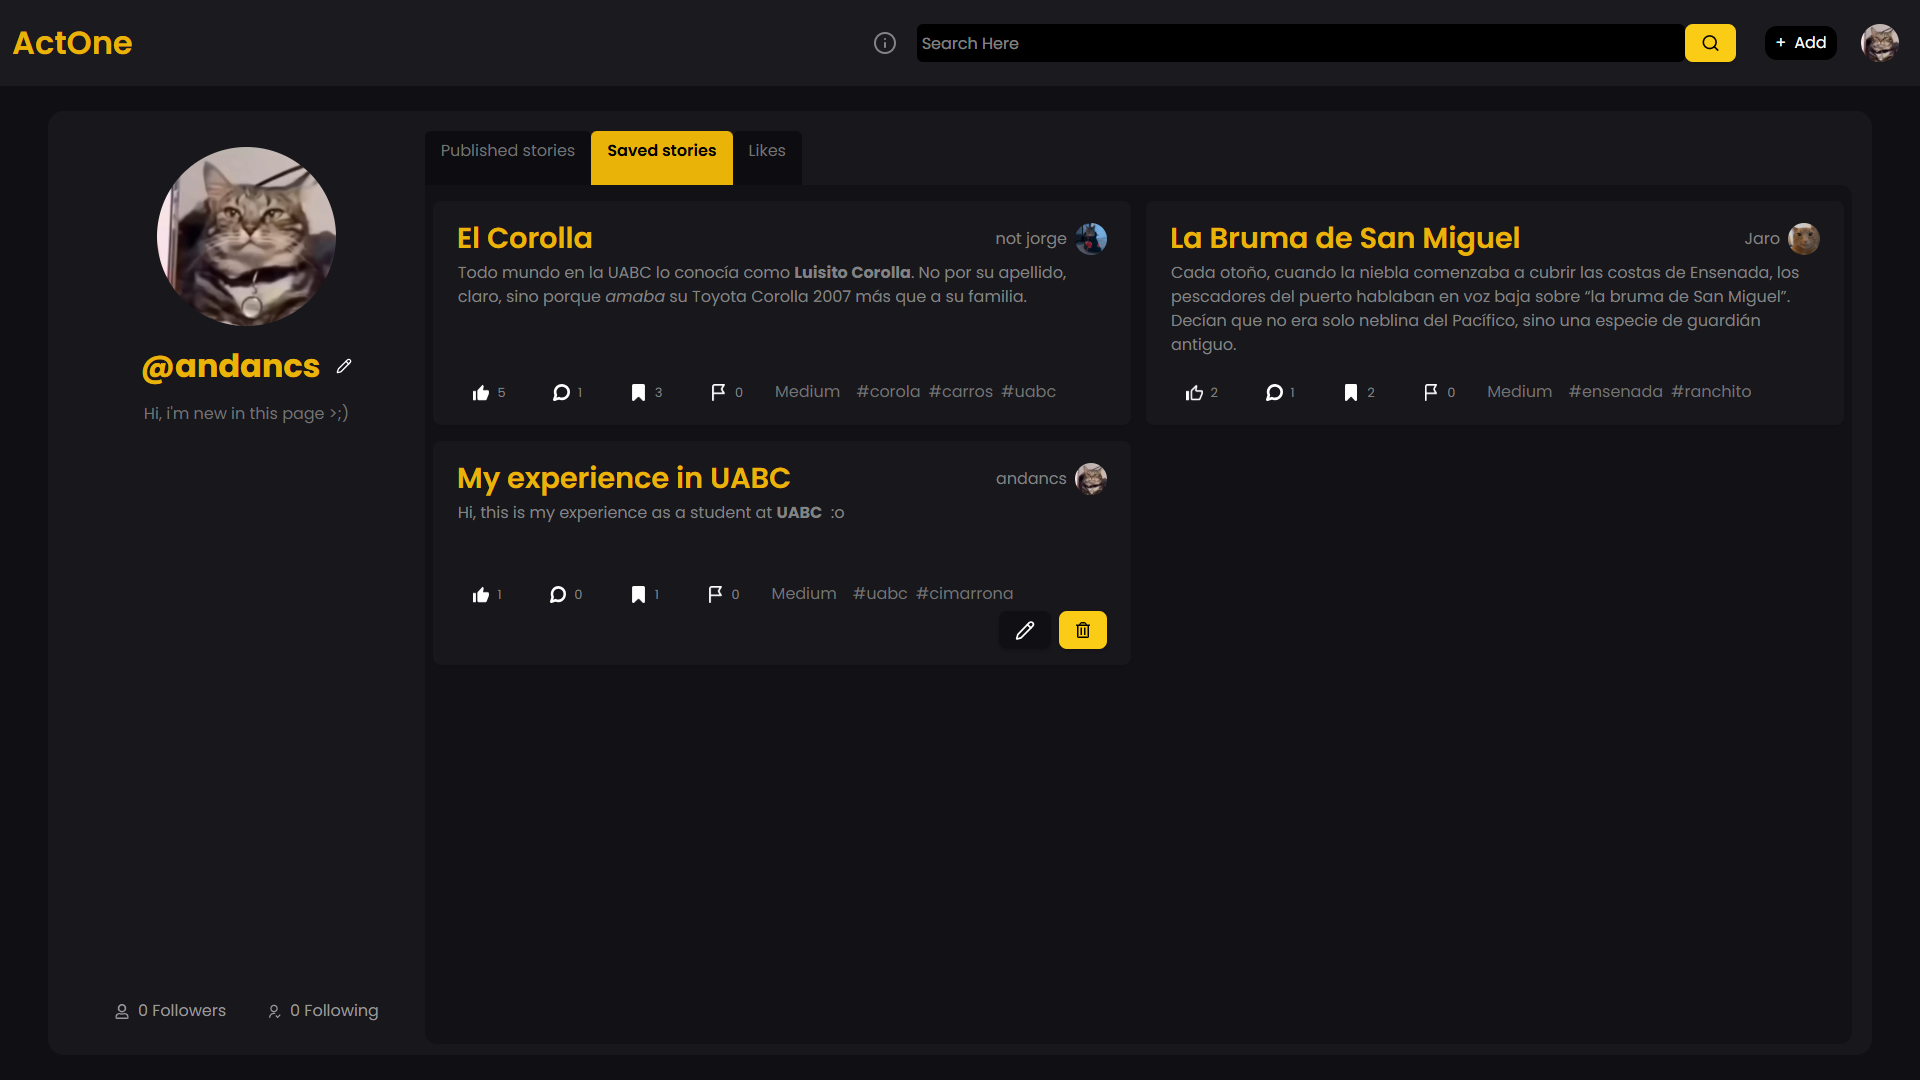 ActOne
Search Here
+ Add
@andancs
Hi, i'm new in this page >;)
0 Followers
0 Following
Published stories
Saved stories
Likes
El Corolla
not jorge
Todo mundo en la UABC lo conocía como Luisito Corolla. No por su apellido,
claro, sino porque amaba su Toyota Corolla 2007 más que a su familia.
5
1
3
0
Medium
#corola #carros #uabc
La Bruma de San Miguel
Jaro
Cada otoño, cuando la niebla comenzaba a cubrir las costas de Ensenada, los
pescadores del puerto hablaban en voz baja sobre “la bruma de San Miguel”.
Decían que no era solo neblina del Pacífico, sino una especie de guardián
antiguo.
2
1
2
0
Medium
#ensenada #ranchito
My experience in UABC
andancs
Hi, this is my experience as a student at UABC :o
1
0
1
0
Medium
#uabc #cimarrona